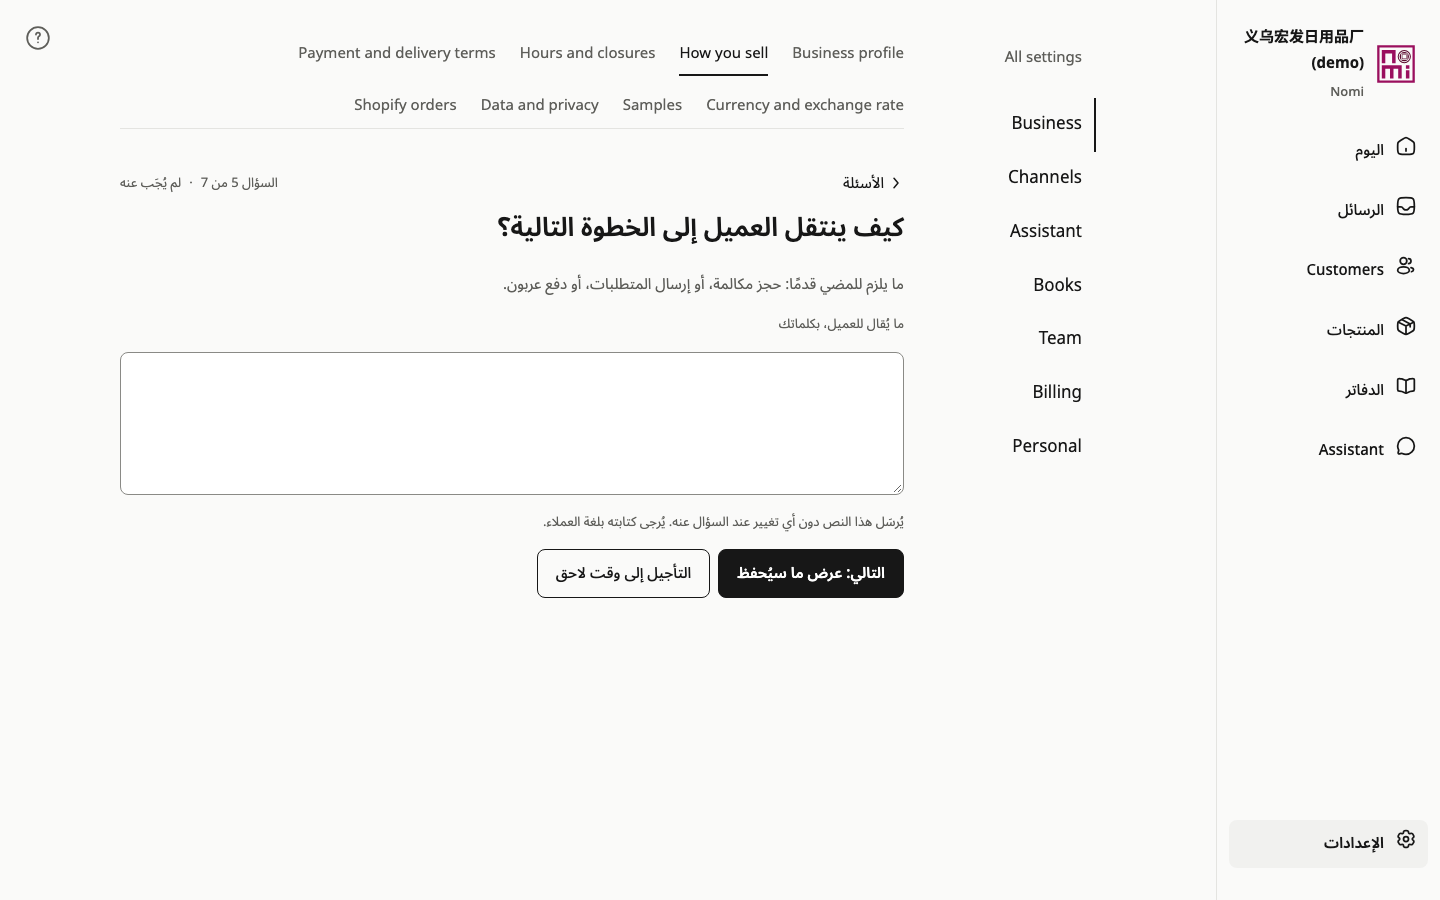 义乌宏发日用品厂
(demo)
Nomi
اليوم
الرسائل
Customers
المنتجات
الدفاتر
Assistant
الإعدادات
All settings
Business
Channels
Assistant
Books
Team
Billing
Personal
Business profile
How you sell
Hours and closures
Payment and delivery terms
Currency and exchange rate
Samples
Data and privacy
Shopify orders
الأسئلة
السؤال 5 من 7 · لم يُجَب عنه
كيف ينتقل العميل إلى الخطوة التالية؟
ما يلزم للمضي قدمًا: حجز مكالمة، أو إرسال المتطلبات، أو دفع عربون.
ما يُقال للعميل، بكلماتك
يُرسَل هذا النص دون أي تغيير عند السؤال عنه. يُرجى كتابته بلغة العملاء.
التالي: عرض ما سيُحفظ
التأجيل إلى وقت لاحق